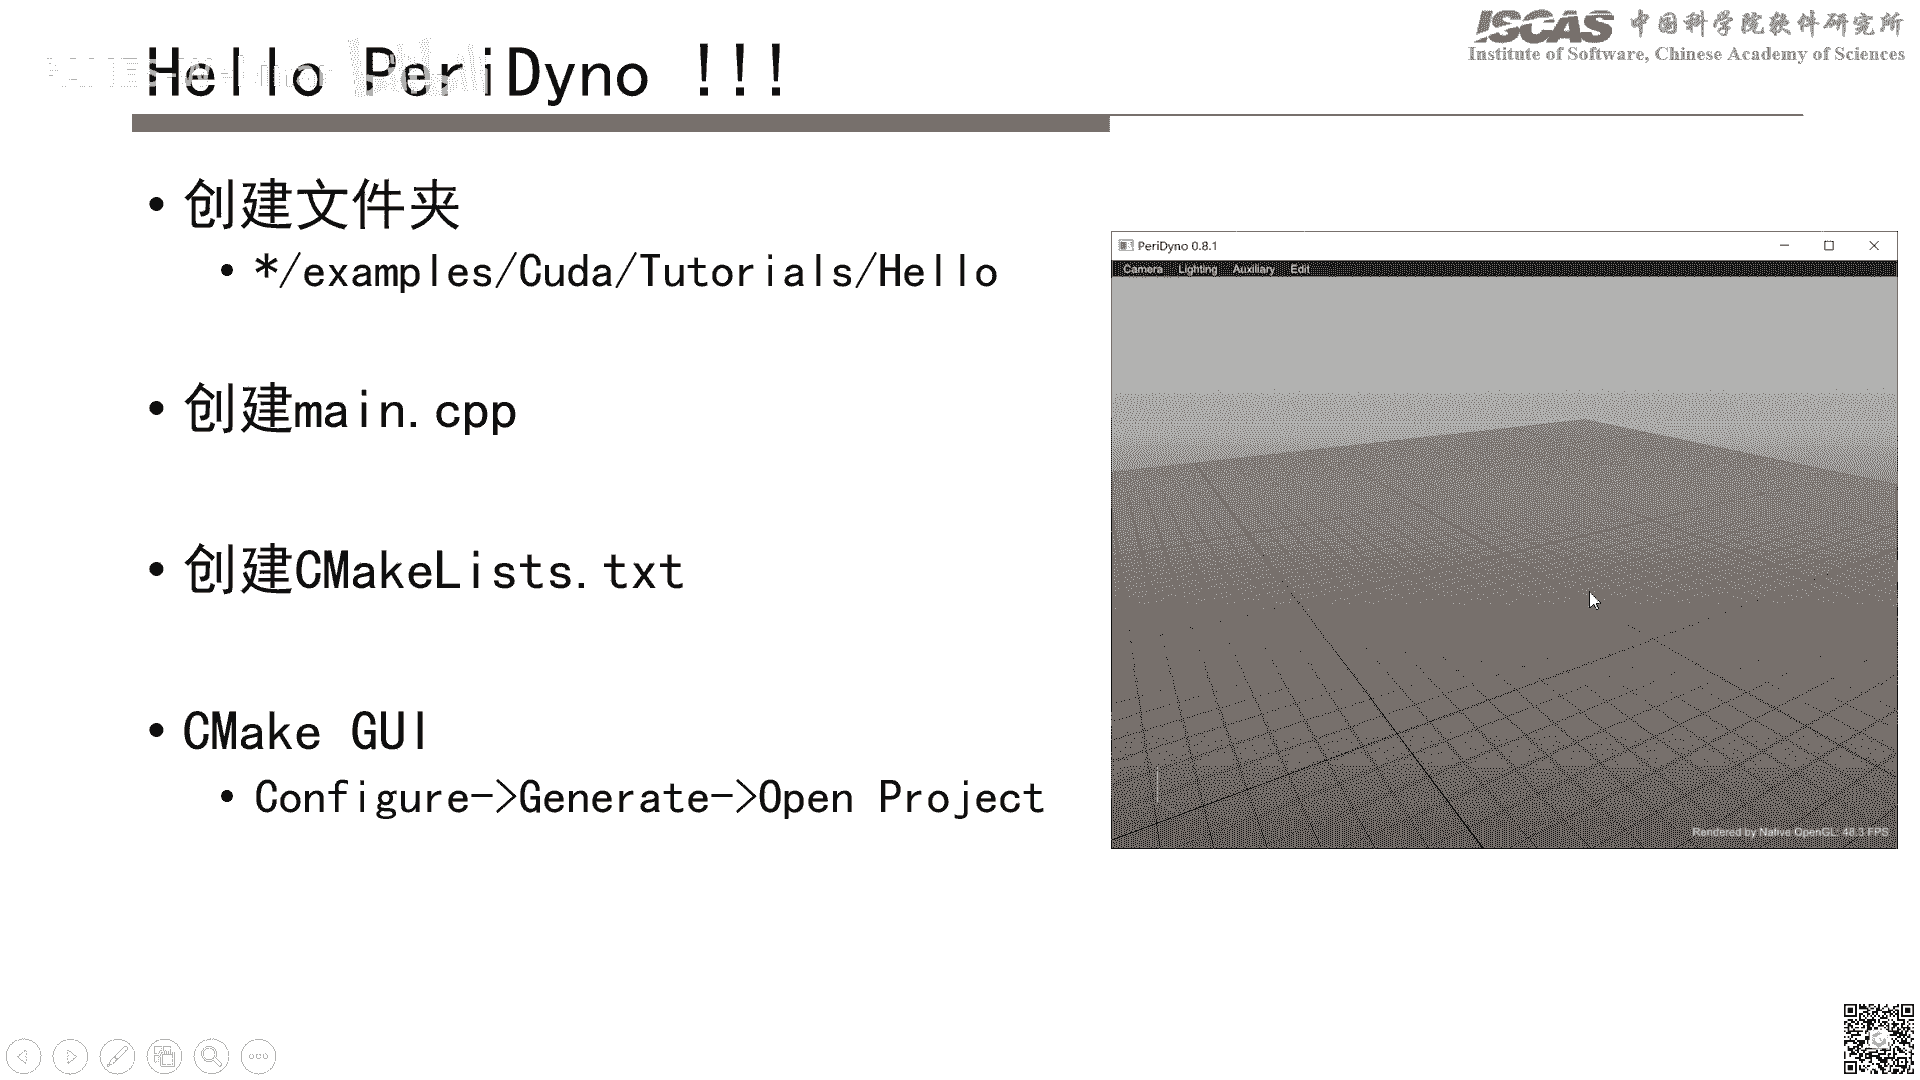 ISCAS 中国科学院软件研究所
Institute of Software, Chinese Academy of Sciences
Hello PeriDyno !!!
• 创建文件夹
• */examples/Cuda/Tutorials/Hello
• 创建main.cpp
• 创建CMakeLists.txt
• CMake GUI
• Configure->Generate->Open Project
PeriDyno 0.8.1
Camera Lighting Auxiliary Edit
Rendered by Native OpenGL: 48.3 FPS